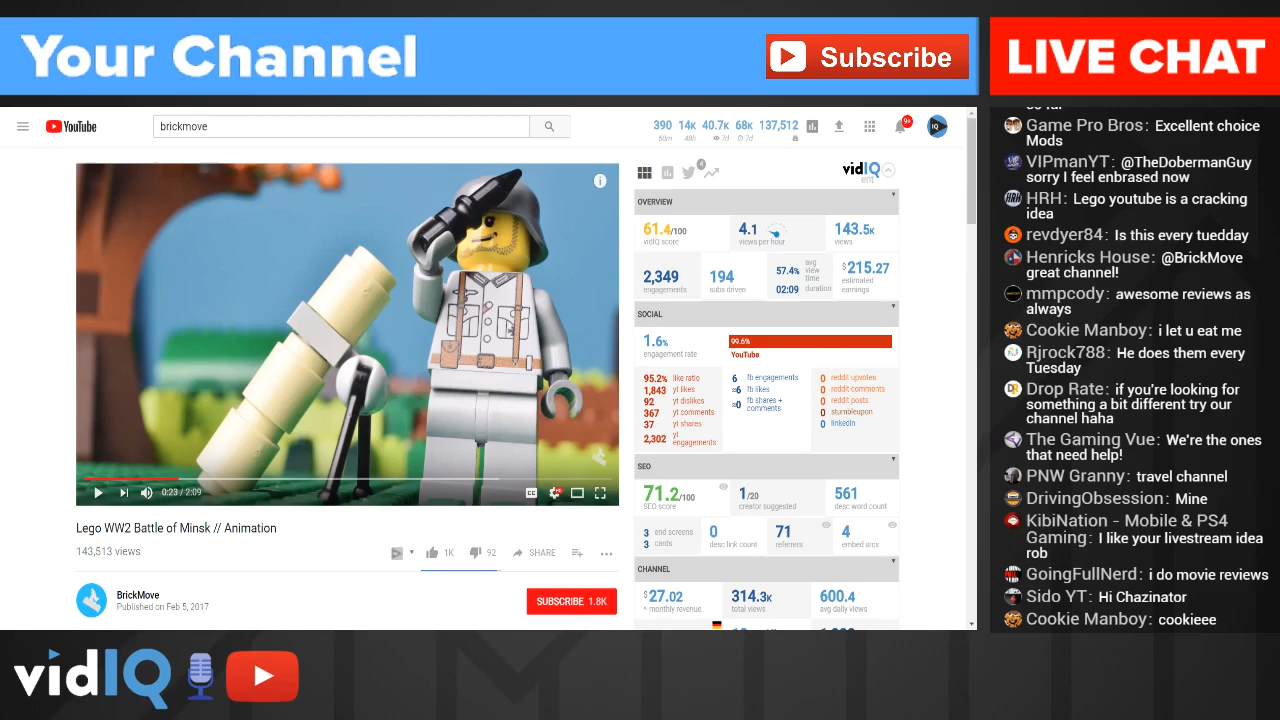 Your Channel
Subscribe
LIVE CHAT
YouTube
brickmove
390 14k 40.7k 68k 137,512
60m 48h 7d 7d
9+
IQ
4
vidIQ
ent
OVERVIEW
61.4/100
vidIQ score
4.1
views per hour
143.5K
views
2,349
engagements
194
subs driven
57.4% avg view time
02:09 duration
$215.27
estimated earnings
SOCIAL
1.6%
engagement rate
99.6%
YouTube
95.2% like ratio
1,843 yt likes
92 yt dislikes
367 yt comments
37 yt shares
2,302 yt engagements
6 fb engagements
≈6 fb likes
≈0 fb shares + comments
0 reddit upvotes
0 reddit comments
0 reddit posts
0 stumbleupon
0 linkedin
SEO
71.2/100
SEO score
1/20
creator suggested
561
desc word count
3 end screens
3 cards
0
desc link count
71
referrers
4
embed srcs
CHANNEL
$27.02
monthly revenue
314.3K
total views
600.4
avg daily views
0:23 / 2:09
CC
Lego WW2 Battle of Minsk // Animation
143,513 views
1K
92
SHARE
BrickMove
Published on Feb 5, 2017
SUBSCRIBE 1.8K
Game Pro Bros: Excellent choice
Mods
VIPmanYT: @TheDobermanGuy
sorry I feel enbrased now
HRH: Lego youtube is a cracking
idea
revdyer84: Is this every tuedday
Henricks House: @BrickMove
great channel!
mmpcody: awesome reviews as
always
Cookie Manboy: i let u eat me
Rjrock788: He does them every
Tuesday
Drop Rate: if you're looking for
something a bit different try our
channel haha
The Gaming Vue: We're the ones
that need help!
PNW Granny: travel channel
DrivingObsession: Mine
KibiNation - Mobile & PS4
Gaming: I like your livestream idea
rob
GoingFullNerd: i do movie reviews
Sido YT: Hi Chazinator
Cookie Manboy: cookieee
vidIQ